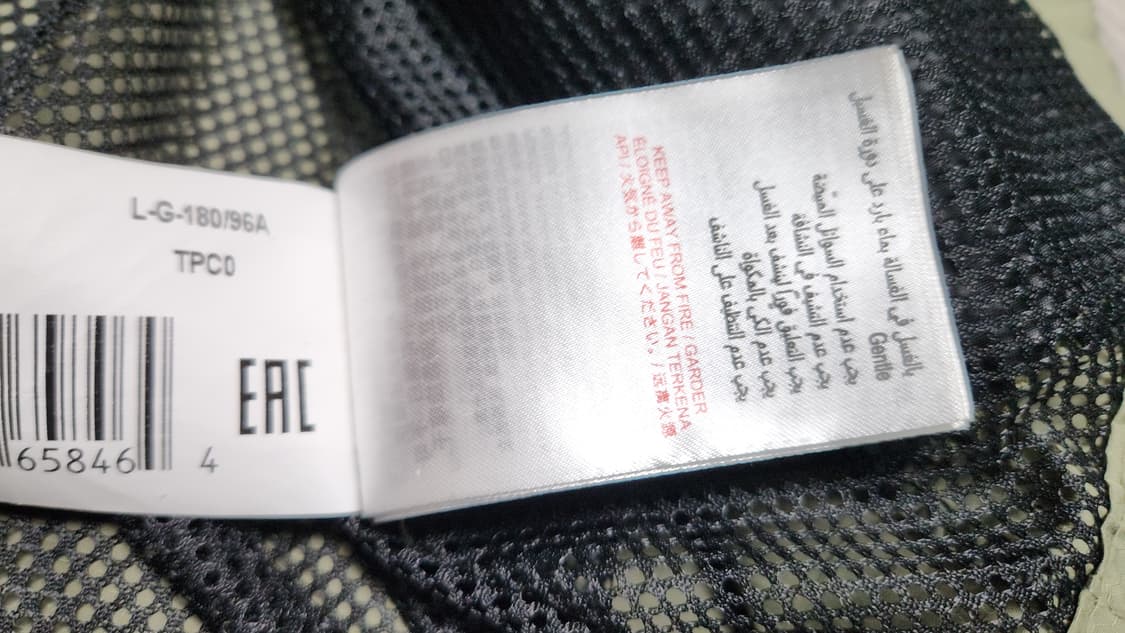 L-G-180/96A
TPC0
65846 4
EAC
بالغسل في الغسالة بماء بارد على دورة الغسل
Gentle
يجب عدم استخدام السوائل المبيّضة
يجب عدم التنشيف في النشافة
يجب التعليق فوراً لينشف بعد الغسل
يجب عدم الكي بالمكواة
يجب عدم التنظيف على الناشف
KEEP AWAY FROM FIRE / GARDER
ELOIGNÉ DU FEU / JANGAN TERKENA
API / 火気から離してください。 / 远离火源